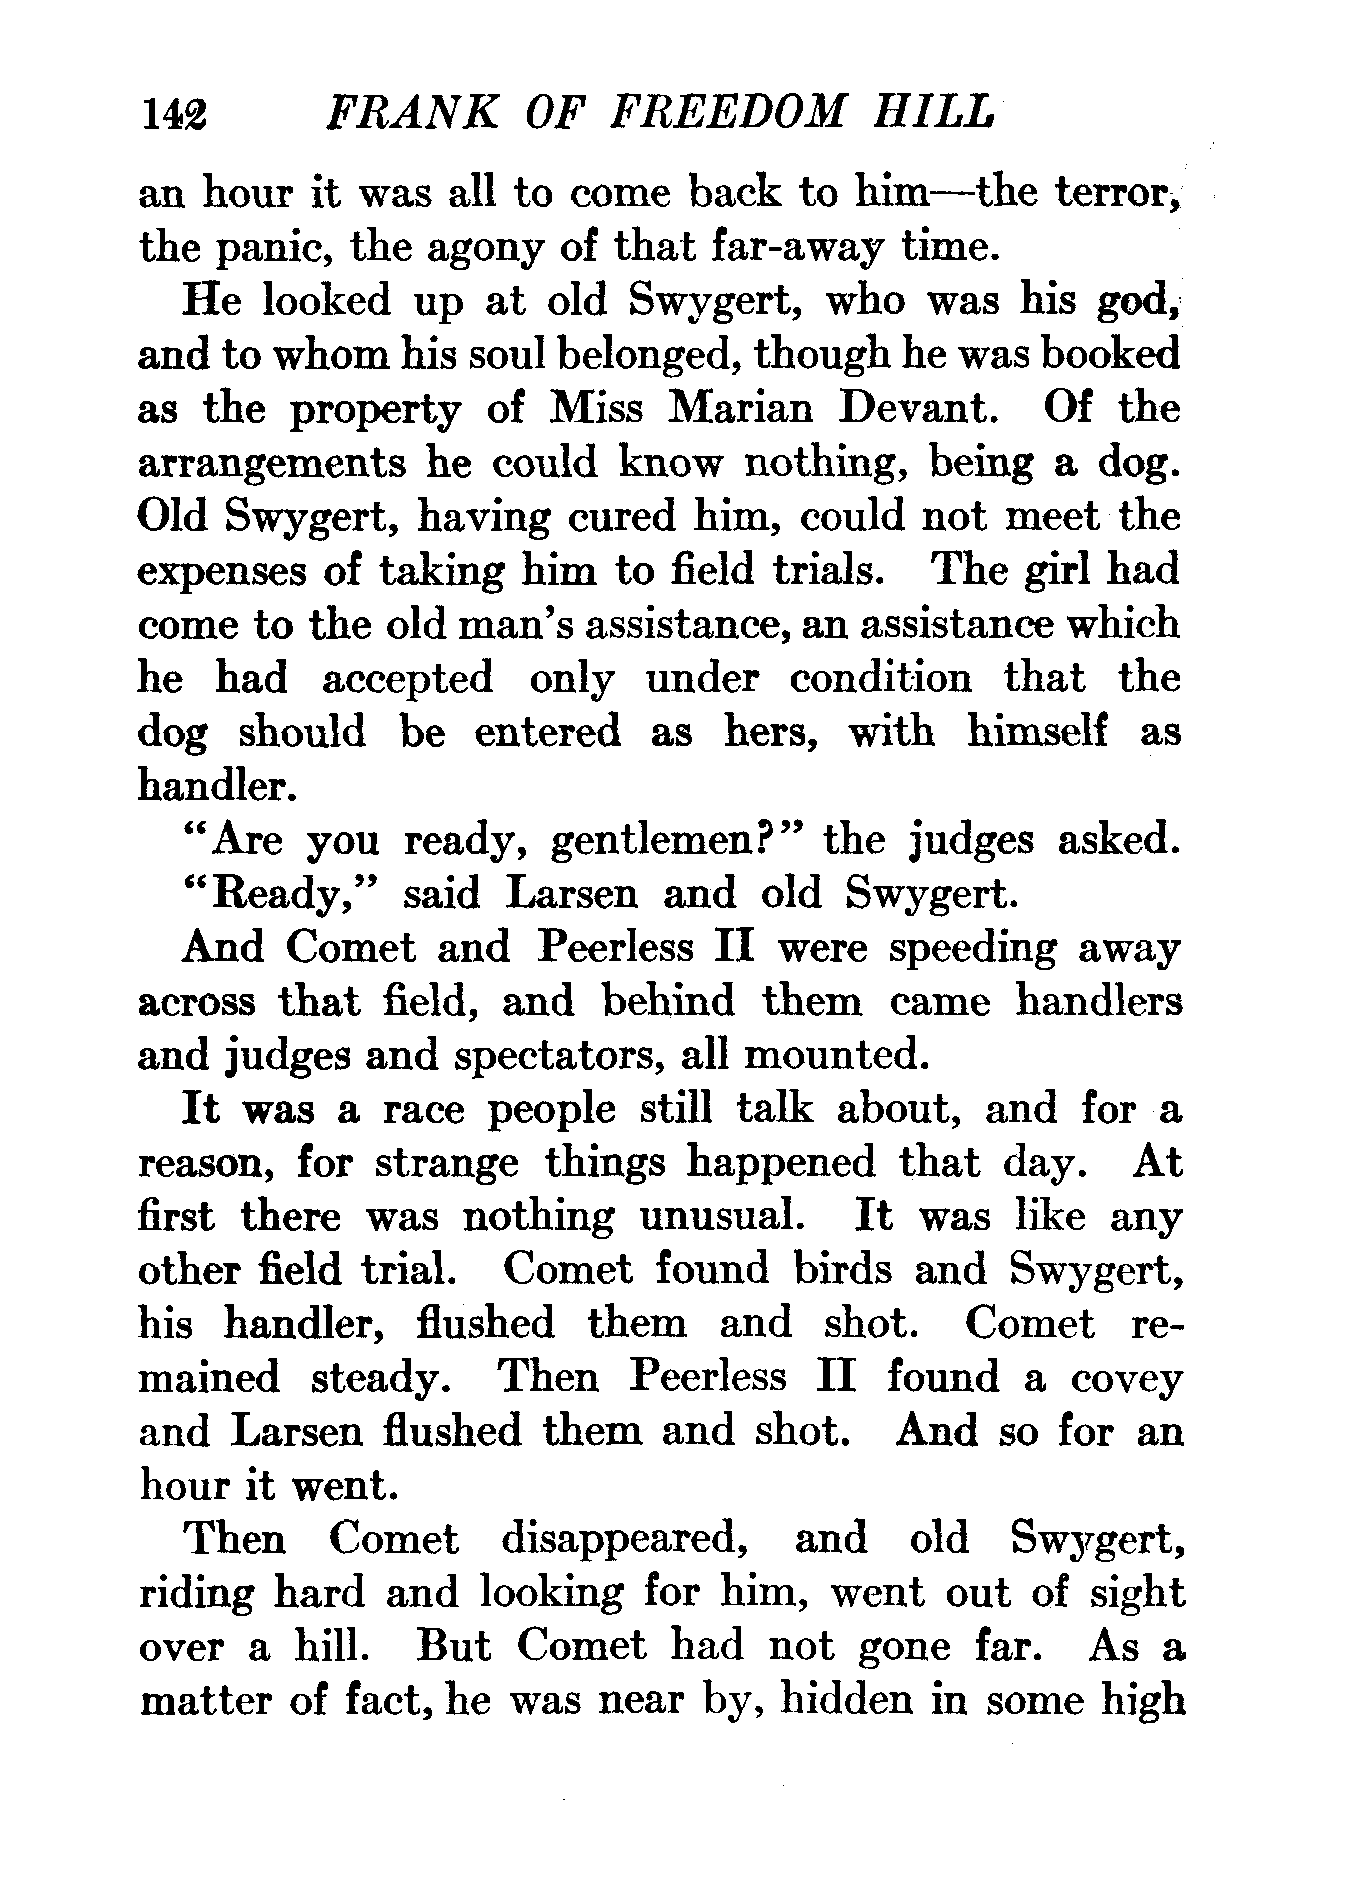 142 FRANK OF FREEDOM HILL
an hour it was all to come back to him—the terror,
the panic, the agony of that far-away time.
He looked up at old Swygert, who was his god,
and to whom his soul belonged, though he was booked
as the property of Miss Marian Devant. Of the
arrangements he could know nothing, being a dog.
Old Swygert, having cured him, could not meet the
expenses of taking him to field trials. The girl had
come to the old man's assistance, an assistance which
he had accepted only under condition that the
dog should be entered as hers, with himself as
handler.
"Are you ready, gentlemen?" the judges asked.
"Ready," said Larsen and old Swygert.
And Comet and Peerless II were speeding away
across that field, and behind them came handlers
and judges and spectators, all mounted.
It was a race people still talk about, and for a
reason, for strange things happened that day. At
first there was nothing unusual. It was like any
other field trial. Comet found birds and Swygert,
his handler, flushed them and shot. Comet re-
mained steady. Then Peerless II found a covey
and Larsen flushed them and shot. And so for an
hour it went.
Then Comet disappeared, and old Swygert,
riding hard and looking for him, went out of sight
over a hill. But Comet had not gone far. As a
matter of fact, he was near by, hidden in some high